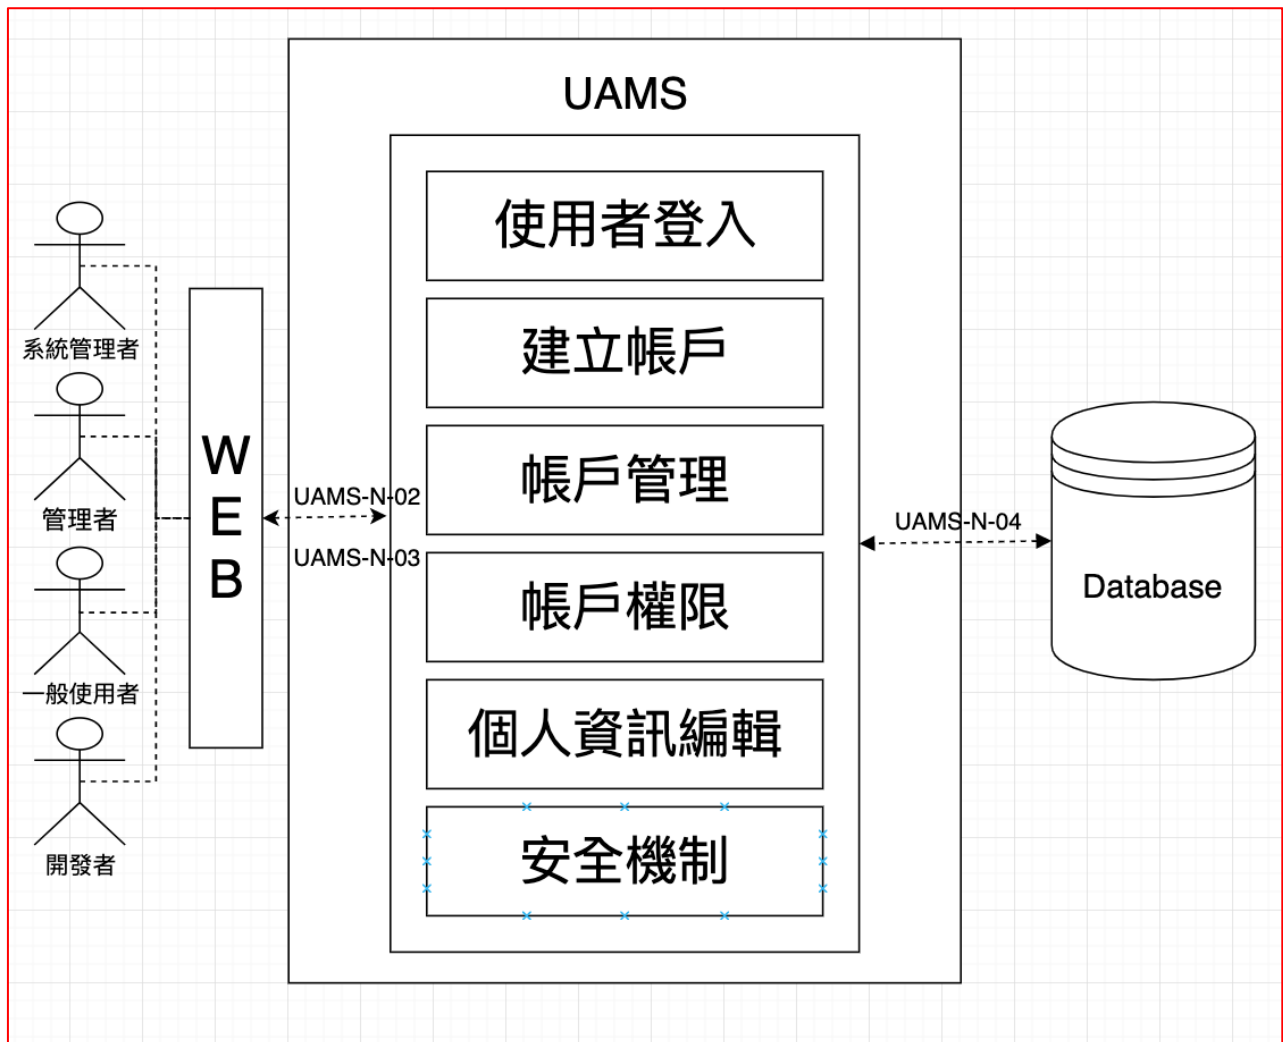 UAMS
使用者登入
建立帳戶
帳戶管理
帳戶權限
個人資訊編輯
安全機制
系統管理者
管理者
一般使用者
開發者
W
E
B
UAMS-N-02
UAMS-N-03
UAMS-N-04
Database